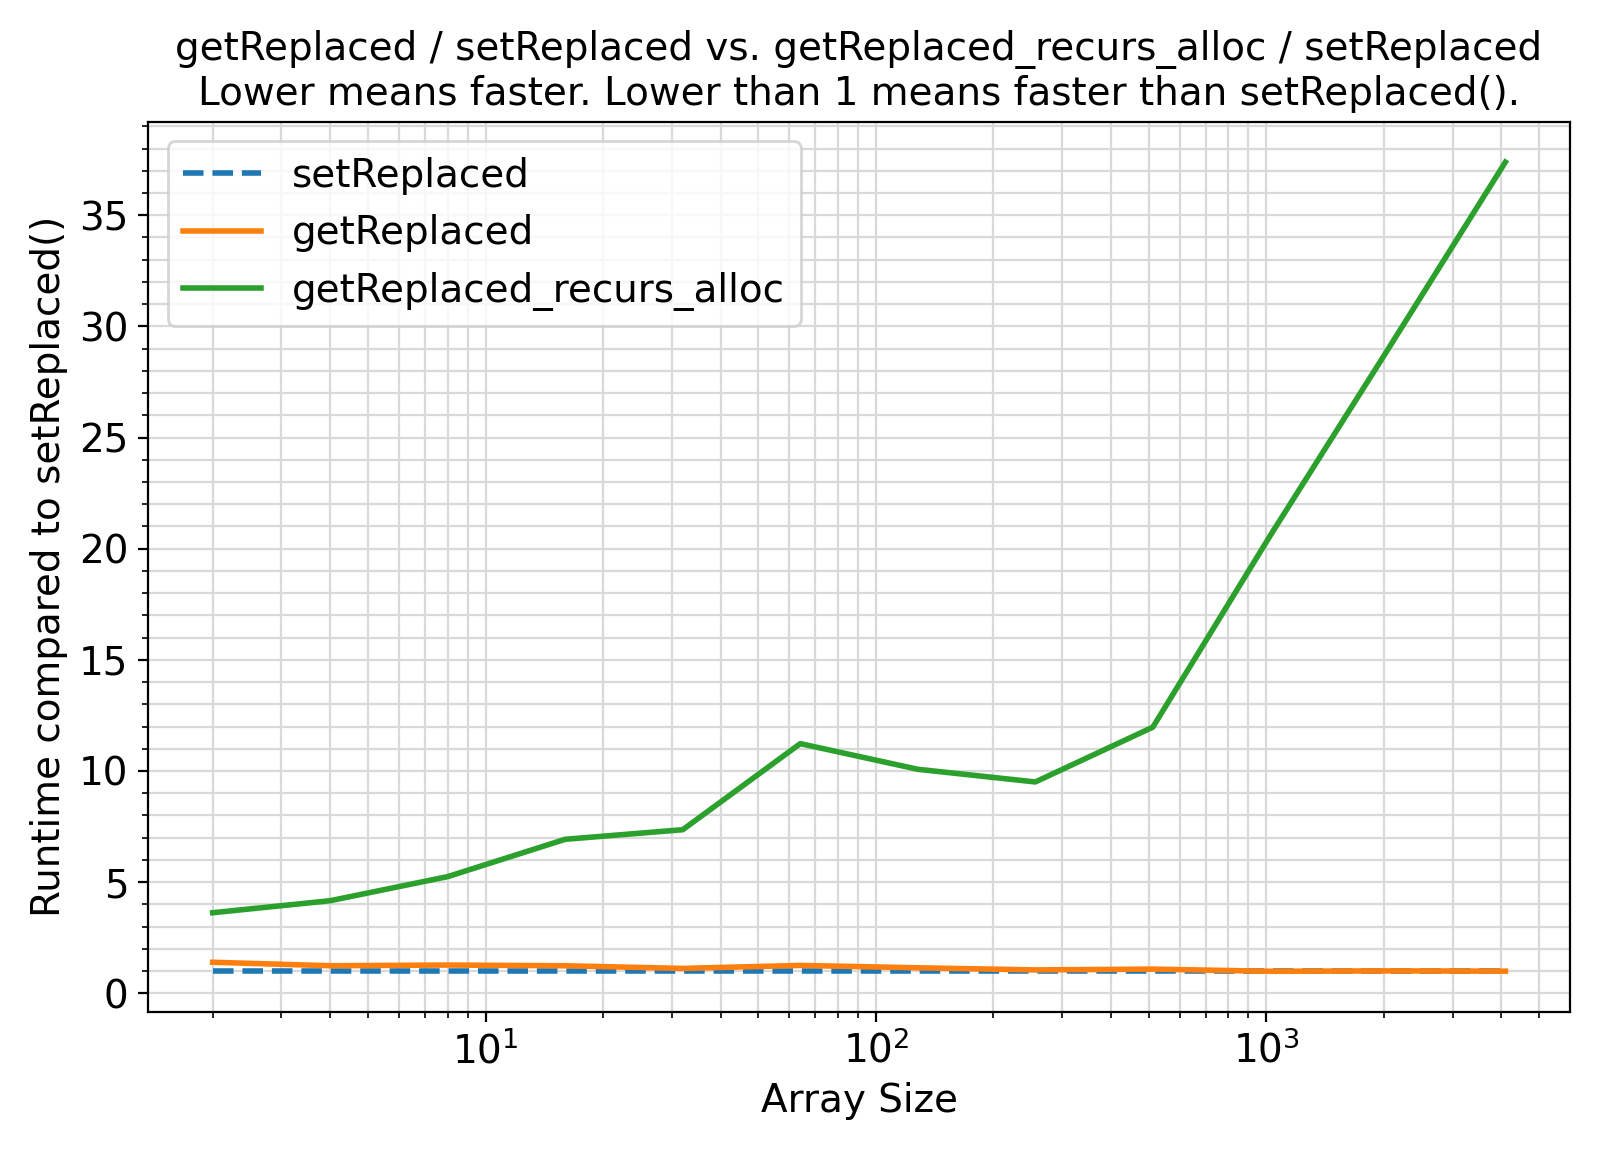 getReplaced / setReplaced vs. getReplaced_recurs_alloc / setReplaced
Lower means faster. Lower than 1 means faster than setReplaced().
setReplaced
getReplaced
getReplaced_recurs_alloc
Runtime compared to setReplaced()
35
30
25
20
15
10
5
0
10¹
10²
10³
Array Size